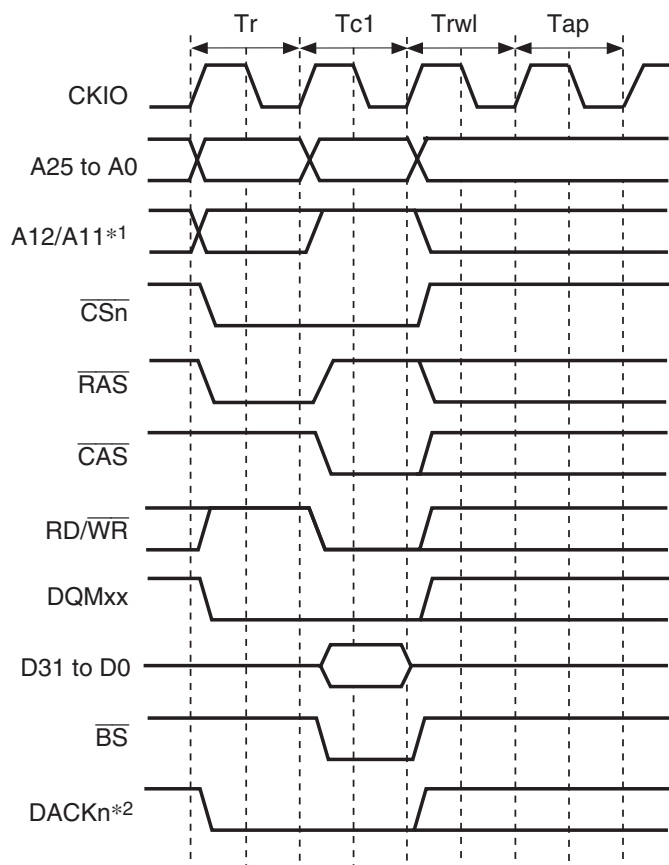 Tr Tc1 Trwl Tap
CKIO
A25 to A0
A12/A11*1
CSn
RAS
CAS
RD/WR
DQMxx
D31 to D0
BS
DACKn*2